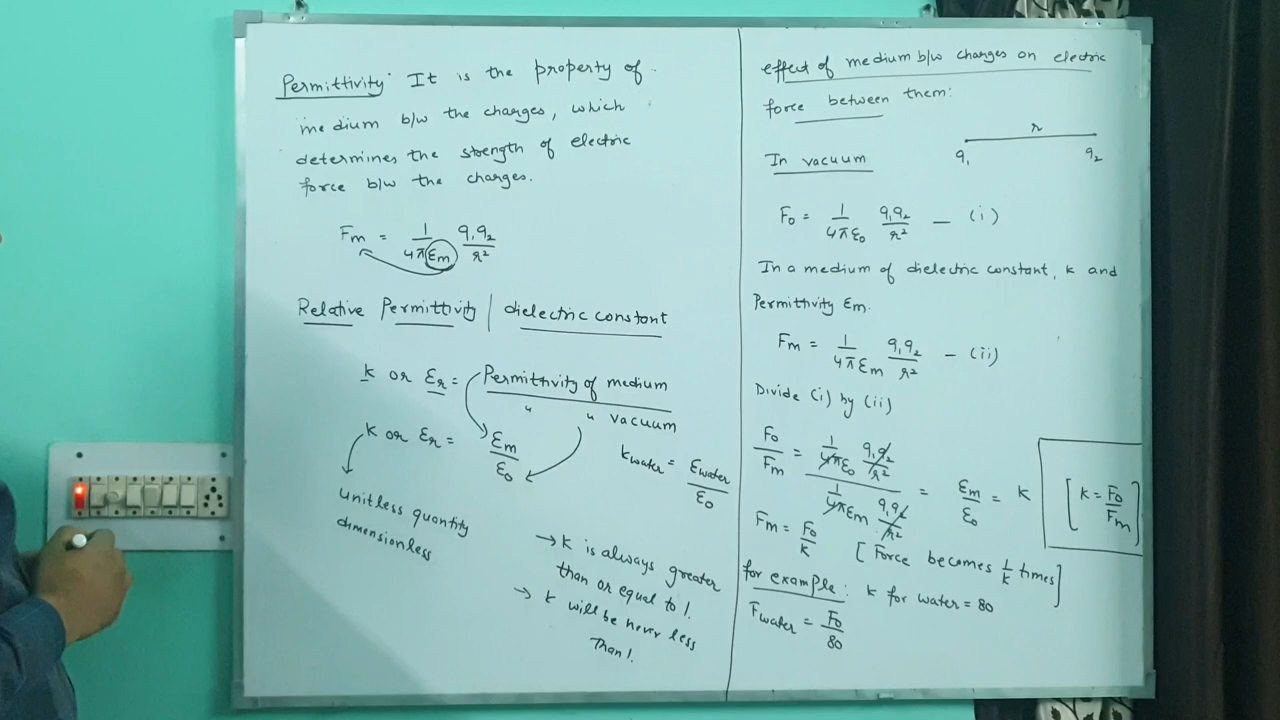 Permittivity: It is the property of
medium b/w the charges, which
determines the strength of electric
force b/w the charges.
Fm = 1/4πεm q₁q₂/r²
Relative Permittivity | dielectric constant
k or εr = Permittivity of medium / " " vacuum
k or εr = εm/ε₀
kwater = εwater/ε₀
unitless quantity
dimensionless
→ k is always greater
than or equal to 1.
→ k will be never less
Than 1.
effect of medium b/w charges on electric
force between them:
r
q₁ q₂
In vacuum
F₀ = 1/4πε₀ q₁q₂/r² — (i)
In a medium of dielectric constant, k and
Permittivity εm.
Fm = 1/4πεm q₁q₂/r² — (ii)
Divide (i) by (ii)
F₀/Fm = 1/4πε₀ q₁q₂/r² / 1/4πεm q₁q₂/r² = εm/ε₀ = k [k = F₀/Fm]
Fm = F₀/k [Force becomes 1/k times]
for example: k for water = 80
Fwater = F₀/80